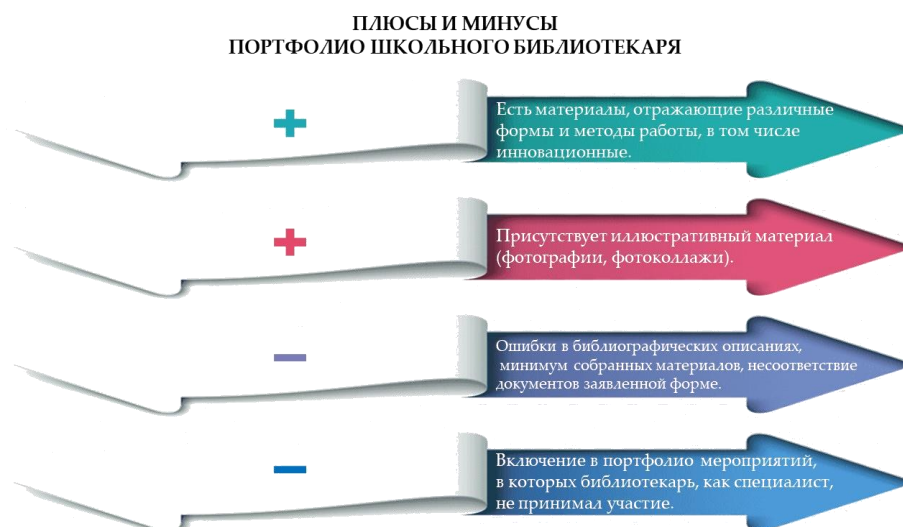 ПЛЮСЫ И МИНУСЫ
ПОРТФОЛИО ШКОЛЬНОГО БИБЛИОТЕКАРЯ
+
Есть материалы, отражающие различные
формы и методы работы, в том числе
инновационные.
+
Присутствует иллюстративный материал
(фотографии, фотоколлажи).
–
Ошибки в библиографических описаниях,
минимум собранных материалов, несоответствие
документов заявленной форме.
–
Включение в портфолио мероприятий,
в которых библиотекарь, как специалист,
не принимал участие.